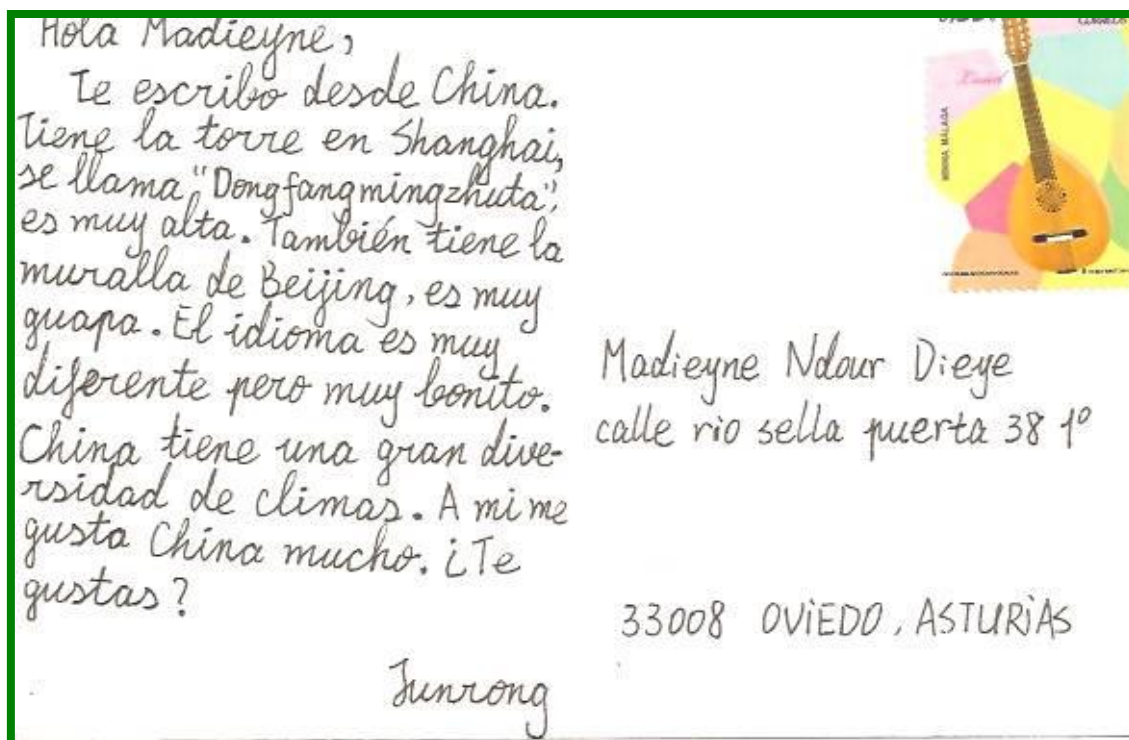 Hola Madieyne,
Te escribo desde China.
Tiene la torre en Shanghai,
se llama "Dongfangmingzhuta",
es muy alta. También tiene la
muralla de Beijing, es muy
guapa. El idioma es muy
diferente pero muy bonito.
China tiene una gran dive-
rsidad de climas. A mi me
gusta China mucho. ¿Te
gustas?
Junrong
CORREOS
BANDURRIA MÁLAGA
Madieyne Ndour Dieye
calle rio sella puerta 38 1º
33008 OViEDO, ASTURiAS